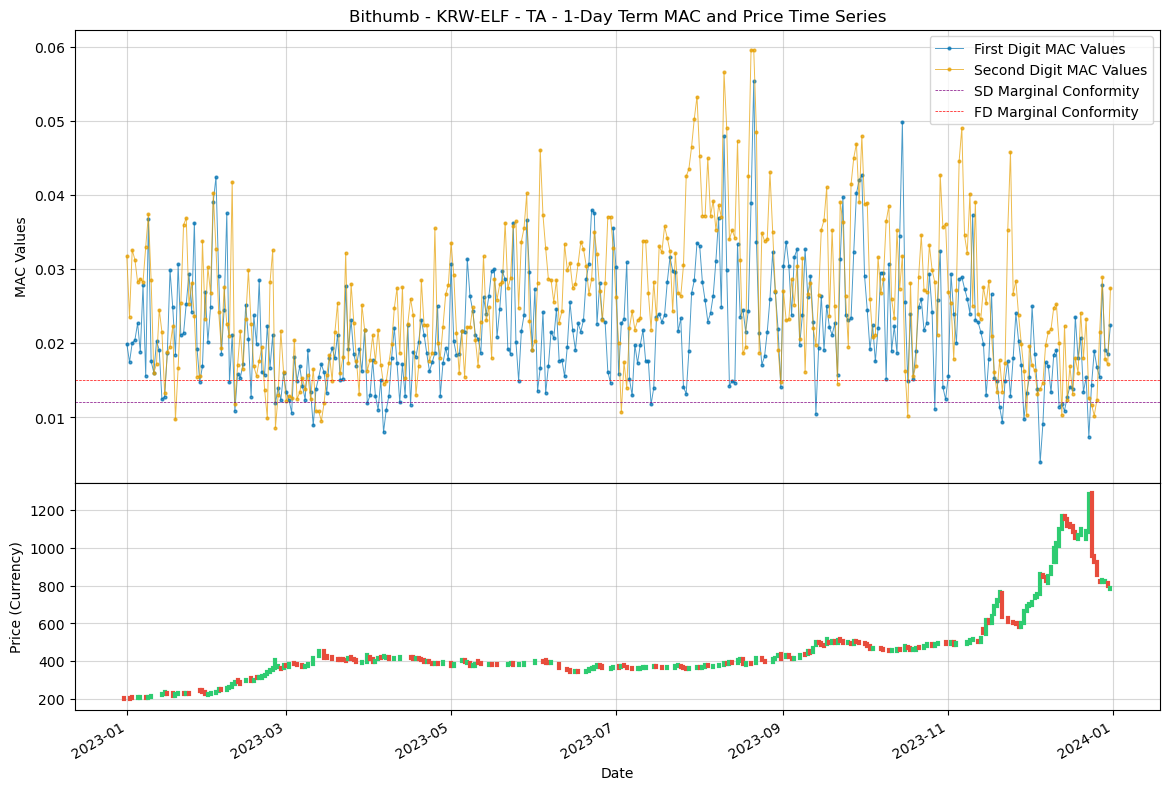 Bithumb - KRW-ELF - TA - 1-Day Term MAC and Price Time Series
First Digit MAC Values
Second Digit MAC Values
SD Marginal Conformity
FD Marginal Conformity
MAC Values
0.06
0.05
0.04
0.03
0.02
0.01
Price (Currency)
1200
1000
800
600
400
200
2023-01
2023-03
2023-05
2023-07
2023-09
2023-11
2024-01
Date